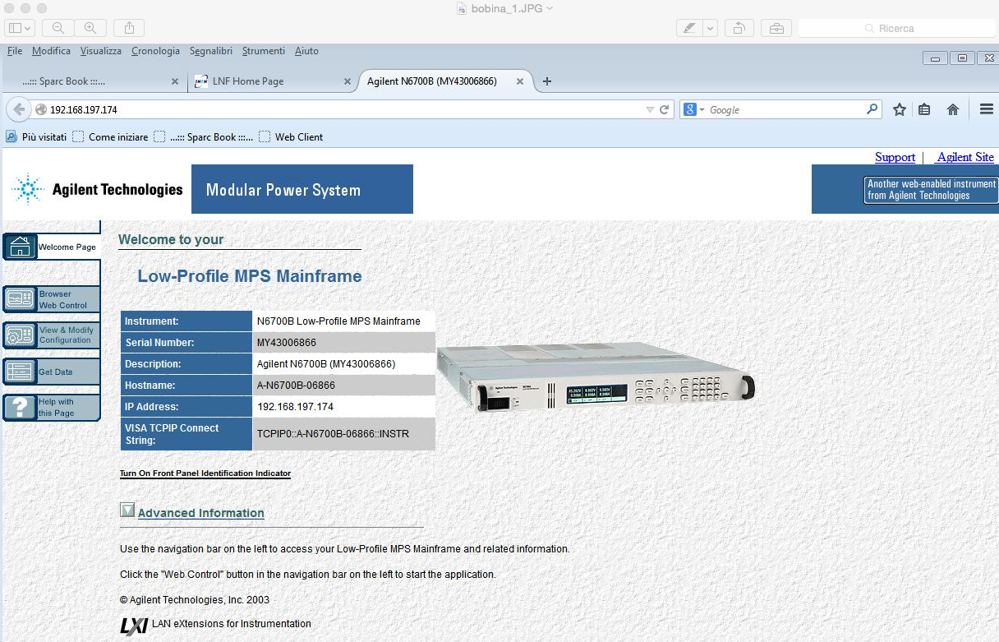 bobina_1.JPG
Ricerca
File Modifica Visualizza Cronologia Segnalibri Strumenti Aiuto
...::: Sparc Book :::...
LNF Home Page
Agilent N6700B (MY43006866)
192.168.197.174
Google
Più visitati Come iniziare ...::: Sparc Book :::... Web Client
Support | Agilent Site
Agilent Technologies
Modular Power System
Another web-enabled instrument
from Agilent Technologies
Welcome Page
Browser
Web Control
View & Modify
Configuration
Get Data
Help with
this Page
Welcome to your
Low-Profile MPS Mainframe
Instrument: N6700B Low-Profile MPS Mainframe
Serial Number: MY43006866
Description: Agilent N6700B (MY43006866)
Hostname: A-N6700B-06866
IP Address: 192.168.197.174
VISA TCPIP Connect
String: TCPIP0::A-N6700B-06866::INSTR
Turn On Front Panel Identification Indicator
Advanced Information
Use the navigation bar on the left to access your Low-Profile MPS Mainframe and related information.
Click the "Web Control" button in the navigation bar on the left to start the application.
© Agilent Technologies, Inc. 2003
LXI LAN eXtensions for Instrumentation